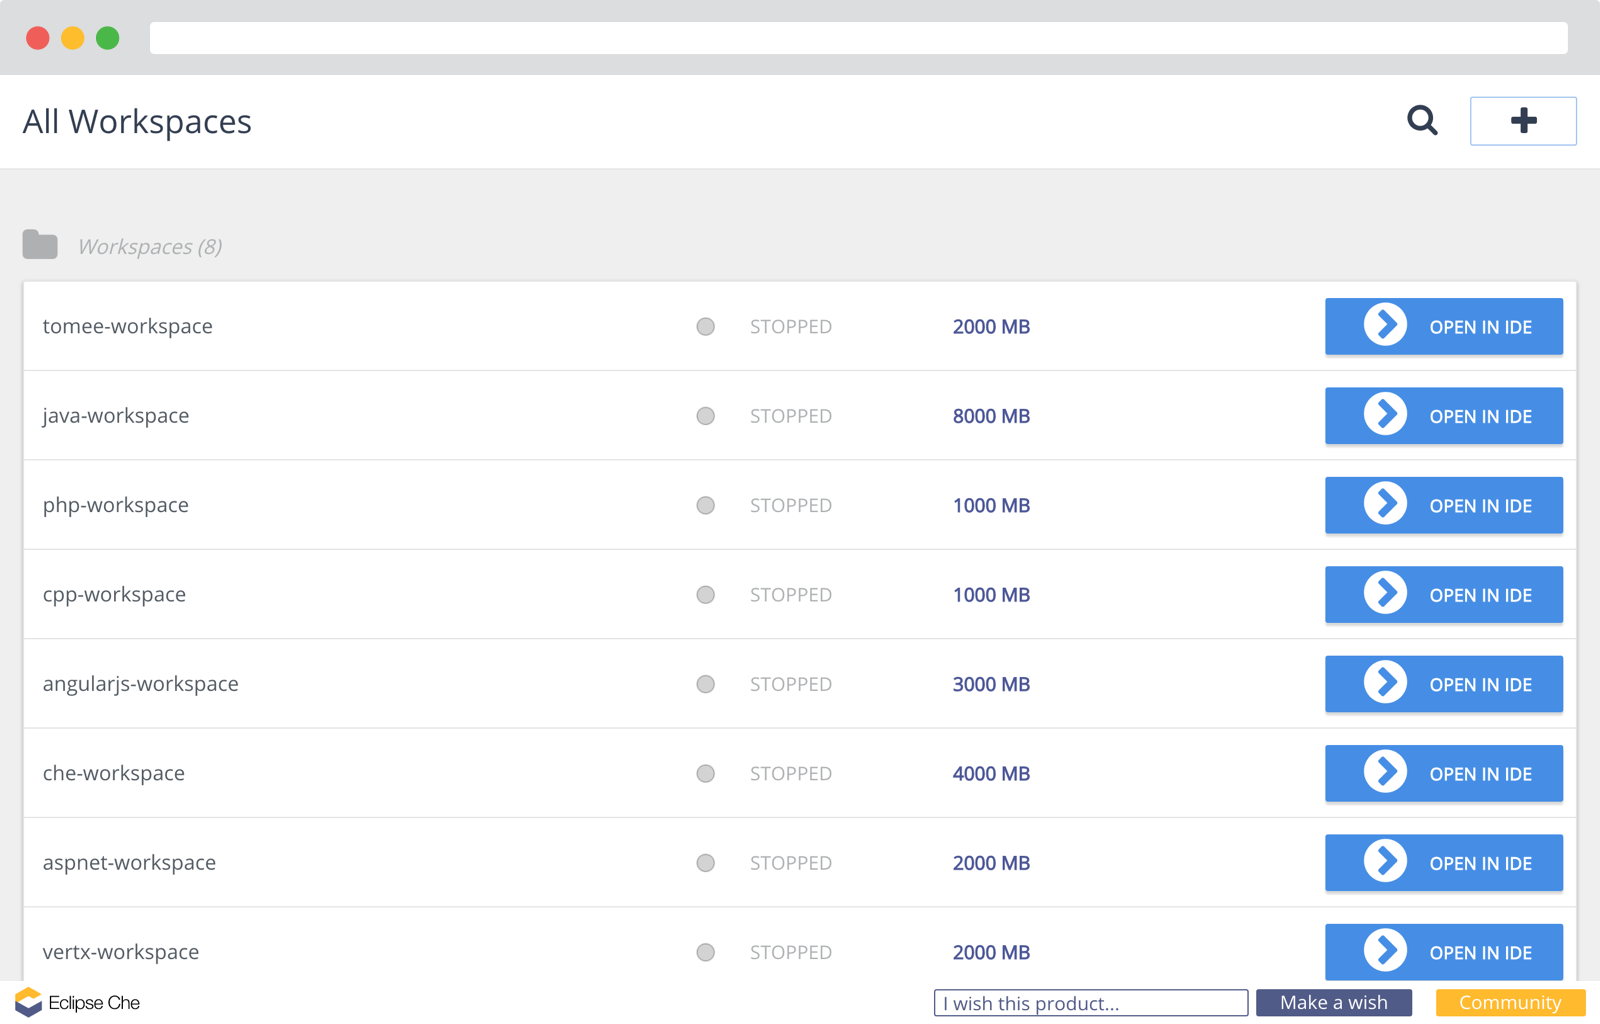 All Workspaces
Workspaces (8)
tomee-workspace STOPPED 2000 MB OPEN IN IDE
java-workspace STOPPED 8000 MB OPEN IN IDE
php-workspace STOPPED 1000 MB OPEN IN IDE
cpp-workspace STOPPED 1000 MB OPEN IN IDE
angularjs-workspace STOPPED 3000 MB OPEN IN IDE
che-workspace STOPPED 4000 MB OPEN IN IDE
aspnet-workspace STOPPED 2000 MB OPEN IN IDE
vertx-workspace STOPPED 2000 MB OPEN IN IDE
Eclipse Che I wish this product... Make a wish Community